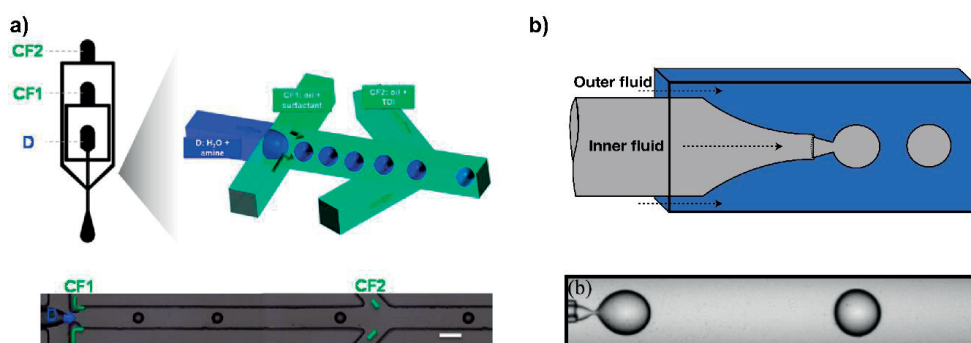 a)
CF2
CF1
D
CF1: oil +
surfactant
CF2: oil +
TDI
D: H₂O +
amine
CF1
CF2
D
b)
Outer fluid
Inner fluid
(b)